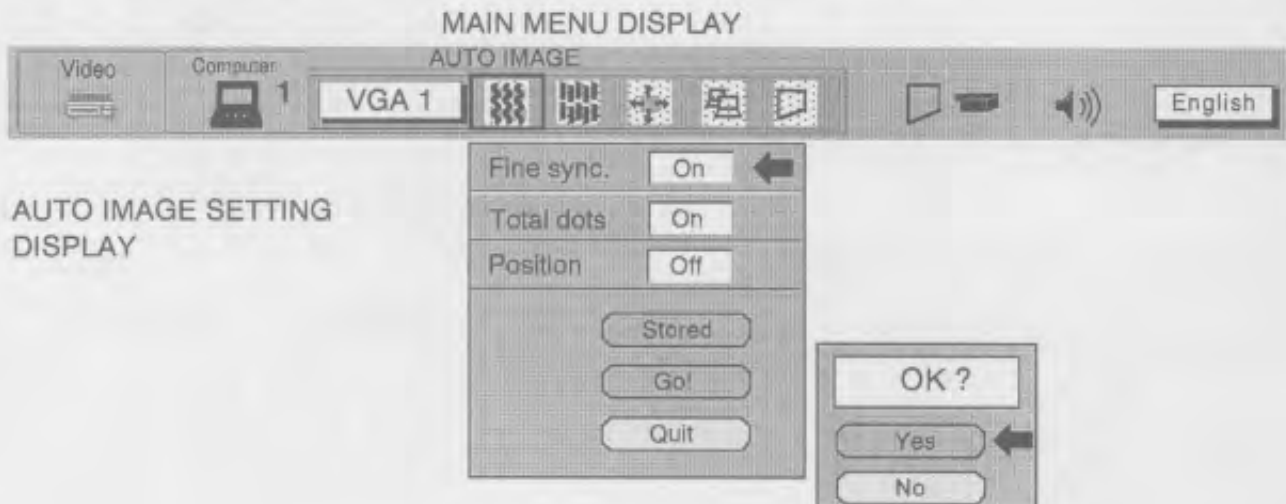 MAIN MENU DISPLAY
AUTO IMAGE
Video
Computer 1
VGA 1
English
AUTO IMAGE SETTING
DISPLAY
Fine sync. On
Total dots On
Position Off
Stored
Go!
Quit
OK ?
Yes
No